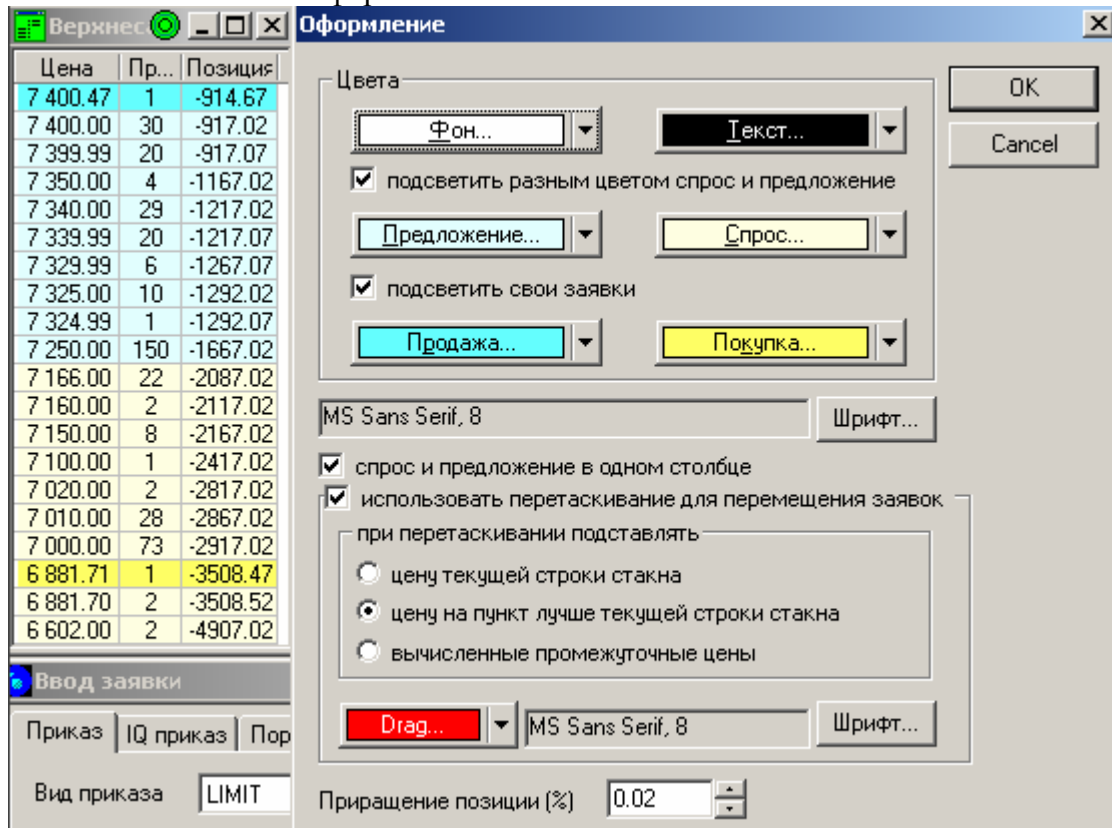 Верхнес
Цена Пр... Позиция
7 400.47 1 -914.67
7 400.00 30 -917.02
7 399.99 20 -917.07
7 350.00 4 -1167.02
7 340.00 29 -1217.02
7 339.99 20 -1217.07
7 329.99 6 -1267.07
7 325.00 10 -1292.02
7 324.99 1 -1292.07
7 250.00 150 -1667.02
7 166.00 22 -2087.02
7 160.00 2 -2117.02
7 150.00 8 -2167.02
7 100.00 1 -2417.02
7 020.00 2 -2817.02
7 010.00 28 -2867.02
7 000.00 73 -2917.02
6 881.71 1 -3508.47
6 881.70 2 -3508.52
6 602.00 2 -4907.02
Ввод заявки
Приказ IQ приказ Пор
Вид приказа LIMIT
Оформление
Цвета
Фон... Текст...
подсветить разным цветом спрос и предложение
Предложение... Спрос...
подсветить свои заявки
Продажа... Покупка...
MS Sans Serif, 8 Шрифт...
спрос и предложение в одном столбце
использовать перетаскивание для перемещения заявок
при перетаскивании подставлять
цену текущей строки стакна
цену на пункт лучше текущей строки стакна
вычисленные промежуточные цены
Drag... MS Sans Serif, 8 Шрифт...
Приращение позиции (%) 0.02
OK
Cancel